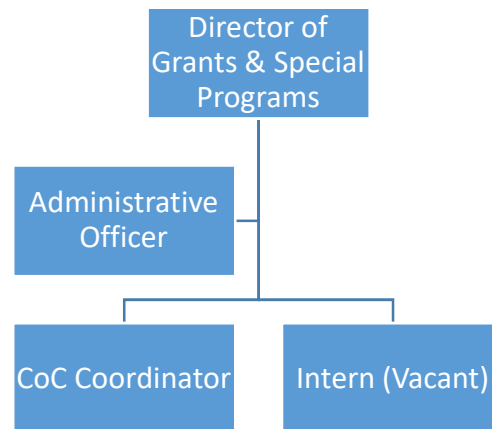 Director of
Grants & Special
Programs
Administrative
Officer
CoC Coordinator
Intern (Vacant)